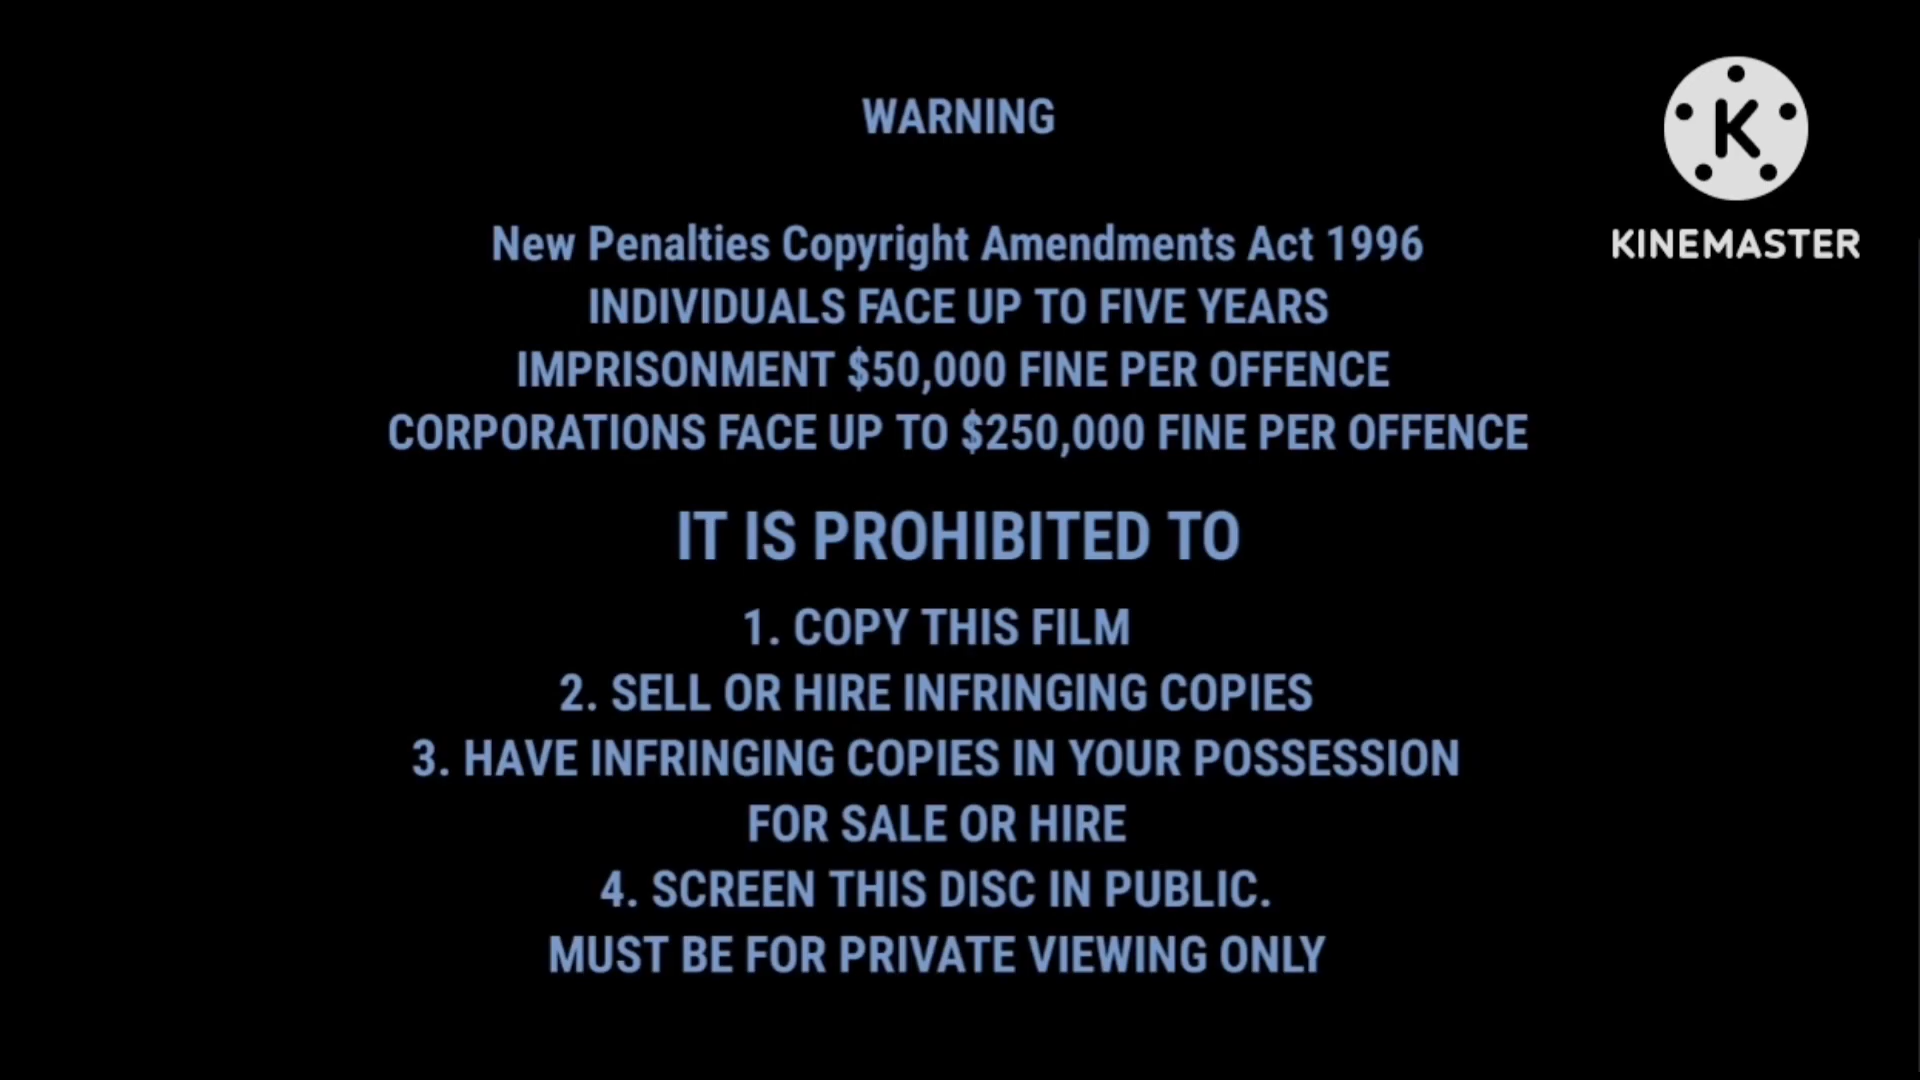 WARNING
K
KINEMASTER
New Penalties Copyright Amendments Act 1996
INDIVIDUALS FACE UP TO FIVE YEARS
IMPRISONMENT $50,000 FINE PER OFFENCE
CORPORATIONS FACE UP TO $250,000 FINE PER OFFENCE
IT IS PROHIBITED TO
1. COPY THIS FILM
2. SELL OR HIRE INFRINGING COPIES
3. HAVE INFRINGING COPIES IN YOUR POSSESSION
FOR SALE OR HIRE
4. SCREEN THIS DISC IN PUBLIC.
MUST BE FOR PRIVATE VIEWING ONLY